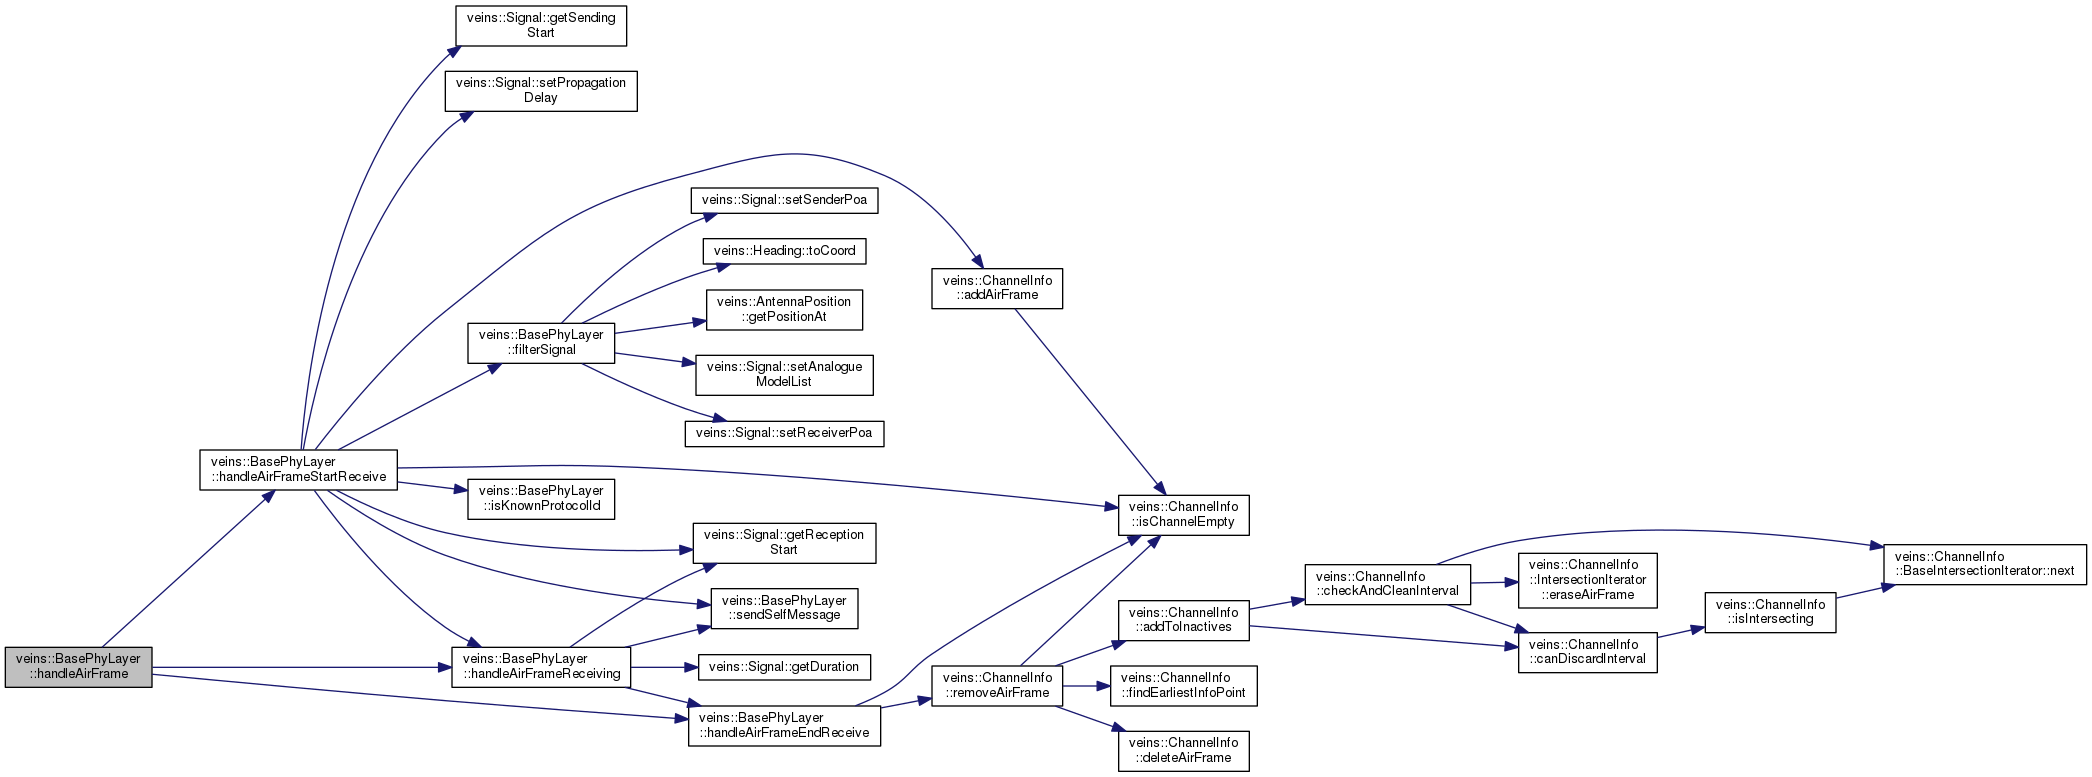 veins::Signal::getSending
Start
veins::Signal::setPropagation
Delay
veins::Signal::setSenderPoa
veins::Heading::toCoord
veins::AntennaPosition
::getPositionAt
veins::ChannelInfo
::addAirFrame
veins::BasePhyLayer
::filterSignal
veins::Signal::setAnalogue
ModelList
veins::Signal::setReceiverPoa
veins::BasePhyLayer
::handleAirFrameStartReceive
veins::BasePhyLayer
::isKnownProtocolId
veins::ChannelInfo
::isChannelEmpty
veins::Signal::getReception
Start
veins::ChannelInfo
::BaseIntersectionIterator::next
veins::ChannelInfo
::IntersectionIterator
::eraseAirFrame
veins::ChannelInfo
::checkAndCleanInterval
veins::BasePhyLayer
::sendSelfMessage
veins::ChannelInfo
::addToInactives
veins::ChannelInfo
::isIntersecting
veins::ChannelInfo
::canDiscardInterval
veins::BasePhyLayer
::handleAirFrame
veins::BasePhyLayer
::handleAirFrameReceiving
veins::Signal::getDuration
veins::ChannelInfo
::removeAirFrame
veins::ChannelInfo
::findEarliestInfoPoint
veins::BasePhyLayer
::handleAirFrameEndReceive
veins::ChannelInfo
::deleteAirFrame